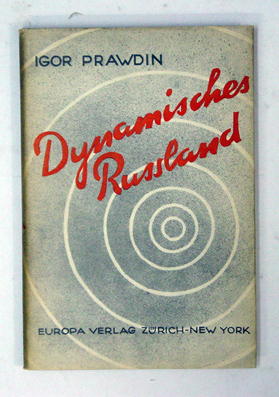 IGOR PRAWDIN
Dynamisches
Russland
EUROPA VERLAG ZÜRICH-NEW YORK